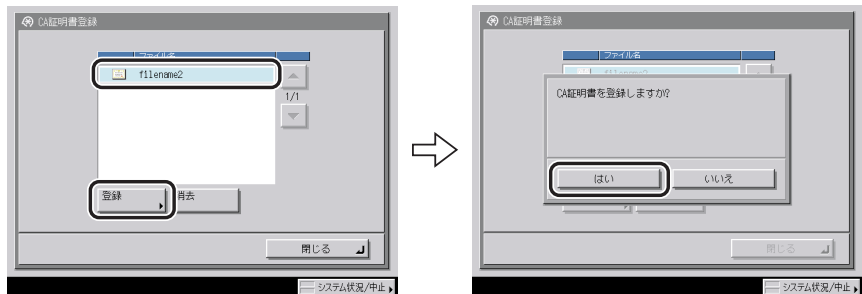 CA証明書登録
ファイル名
filename2
1/1
登録
消去
閉じる
システム状況/中止
CA証明書登録
ファイル名
filename2
CA証明書を登録しますか?
はい
いいえ
閉じる
システム状況/中止